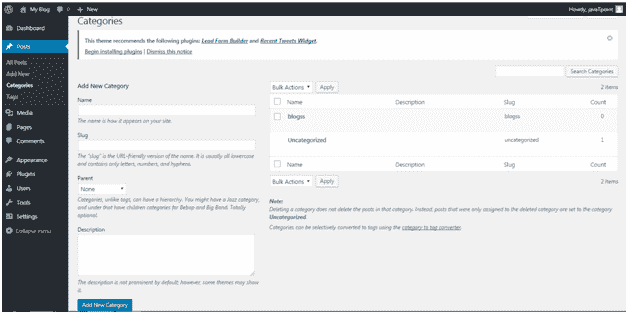 My Blog 0 + New
Howdy,
Dashboard
Posts
All Posts
Add New
Categories
Tags
Media
Pages
Comments
Appearance
Plugins
Users
Tools
Settings
Collapse menu
Categories
This theme recommends the following plugins: Lead Form Builder and Recent Tweets Widget.
Begin installing plugins | Dismiss this notice
Search Categories
Add New Category
Name
The name is how it appears on your site.
Slug
The "slug" is the URL-friendly version of the name. It is usually all lowercase
and contains only letters, numbers, and hyphens.
Parent
None
Categories, unlike tags, can have a hierarchy. You might have a Jazz category,
and under that have children categories for Bebop and Big Band. Totally
optional.
Description
The description is not prominent by default; however, some themes may show
it.
Add New Category
Bulk Actions Apply 2 items
Name Description Slug Count
blogss blogss 0
Uncategorized uncategorized 1
Name Description Slug Count
Bulk Actions Apply 2 items
Note:
Deleting a category does not delete the posts in that category. Instead, posts that were only assigned to the deleted category are set to the category
Uncategorized.
Categories can be selectively converted to tags using the category to tag converter.